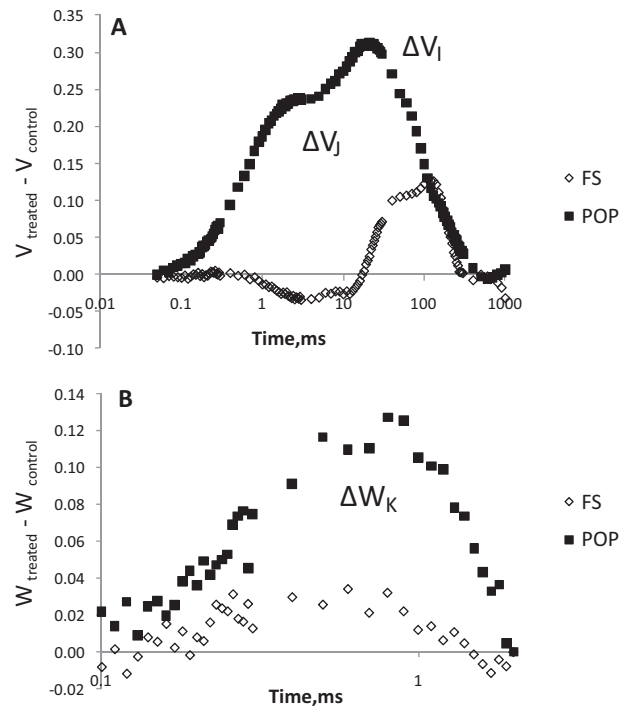 A
V treated - V control
0.35
0.30
0.25
0.20
0.15
0.10
0.05
0.00
-0.05
-0.10
0.01
0.1
1
10
100
1000
Time,ms
ΔVJ
ΔVI
FS
POP
B
W treated - W control
0.14
0.12
0.10
0.08
0.06
0.04
0.02
0.00
-0.02
0.1
1
Time,ms
ΔWK
FS
POP